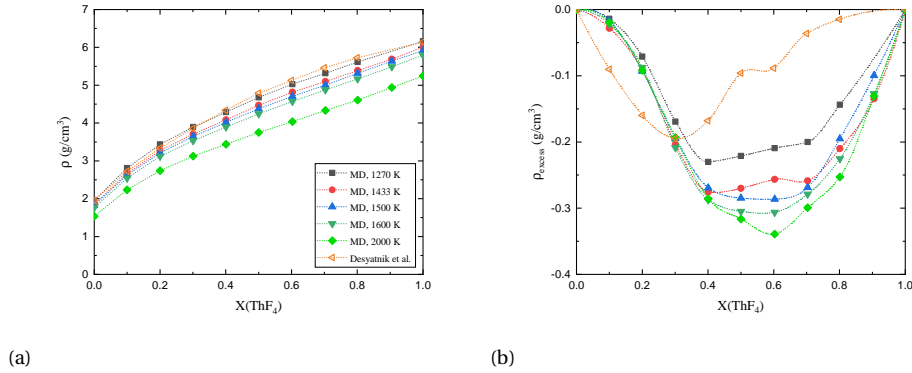 7
6
5
4
3
2
1
0
ρ (g/cm³)
0.0 0.2 0.4 0.6 0.8 1.0
X(ThF₄)
MD, 1270 K
MD, 1433 K
MD, 1500 K
MD, 1600 K
MD, 2000 K
Desyatnik et al.
(a)
0.0
-0.1
-0.2
-0.3
-0.4
ρexcess (g/cm³)
0.0 0.2 0.4 0.6 0.8 1.0
X(ThF₄)
(b)